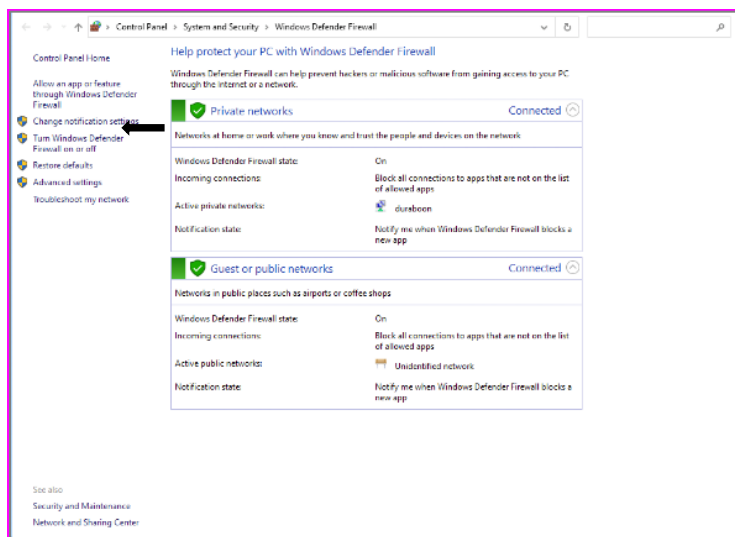 Control Panel > System and Security > Windows Defender Firewall
Control Panel Home
Allow an app or feature
through Windows Defender
Firewall
Change notification settings
Turn Windows Defender
Firewall on or off
Restore defaults
Advanced settings
Troubleshoot my network
See also
Security and Maintenance
Network and Sharing Center
Help protect your PC with Windows Defender Firewall
Windows Defender Firewall can help prevent hackers or malicious software from gaining access to your PC
through the Internet or a network.
Private networks Connected
Networks at home or work where you know and trust the people and devices on the network
Windows Defender Firewall state: On
Incoming connections: Block all connections to apps that are not on the list
of allowed apps
Active private networks: duraboon
Notification state: Notify me when Windows Defender Firewall blocks a
new app
Guest or public networks Connected
Networks in public places such as airports or coffee shops
Windows Defender Firewall state: On
Incoming connections: Block all connections to apps that are not on the list
of allowed apps
Active public networks: Unidentified network
Notification state: Notify me when Windows Defender Firewall blocks a
new app